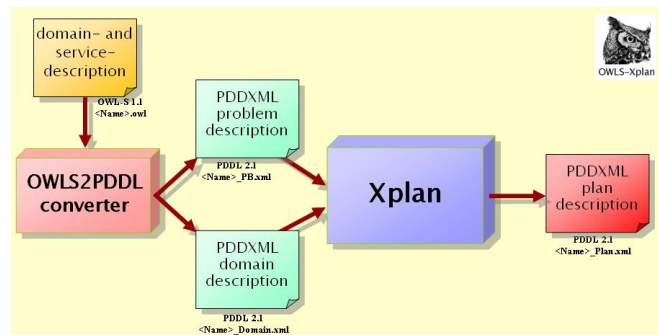 domain- and
service-
description
OWL-S 1.1
<Name>.owl
OWLS2PDDL
converter
PDDXML
problem
description
PDDL 2.1
<Name>_PB.xml
PDDXML
domain
description
PDDL 2.1
<Name>_Domain.xml
Xplan
PDDXML
plan
description
PDDL 2.1
<Name>_Plan.xml
OWLS-Xplan